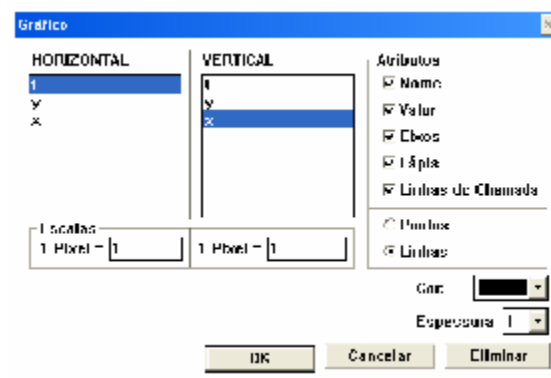 Gráfico
HORIZONTAL
t
y
x
VERTICAL
t
y
x
Atributos
Nome
Valor
Eixos
Lápis
Linhas de Chamada
Pontos
Linhas
Escalas
1 Pixel = 1
1 Pixel = 1
Cor:
Espessura 1
OK
Cancelar
Eliminar